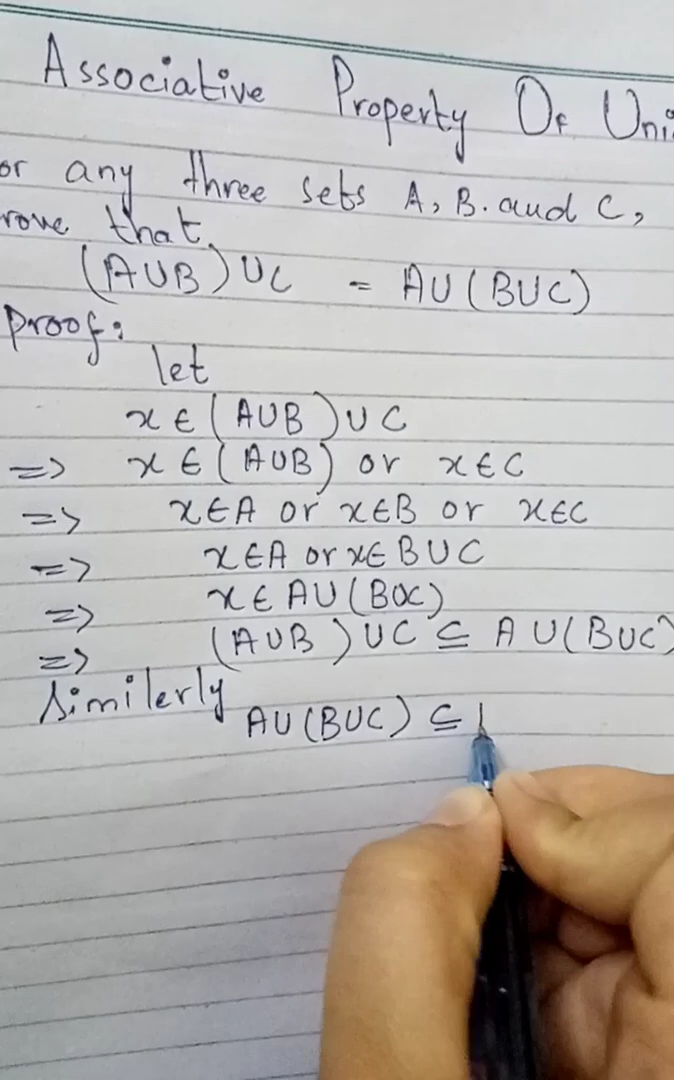 Associative Property Of Uni
or any three sets A, B. and C,
rove that,
(AUB)UC = AU(BUC)
Proof:
let
x ∈ (AUB)UC
=> x ∈ (AUB) or x∈C
=> x∈A or x∈B or x∈C
=> x∈A or x∈ BUC
=> x∈ AU(BUC)
=> (AUB)UC ⊆ AU(BUC)
Similerly
AU(BUC) ⊆